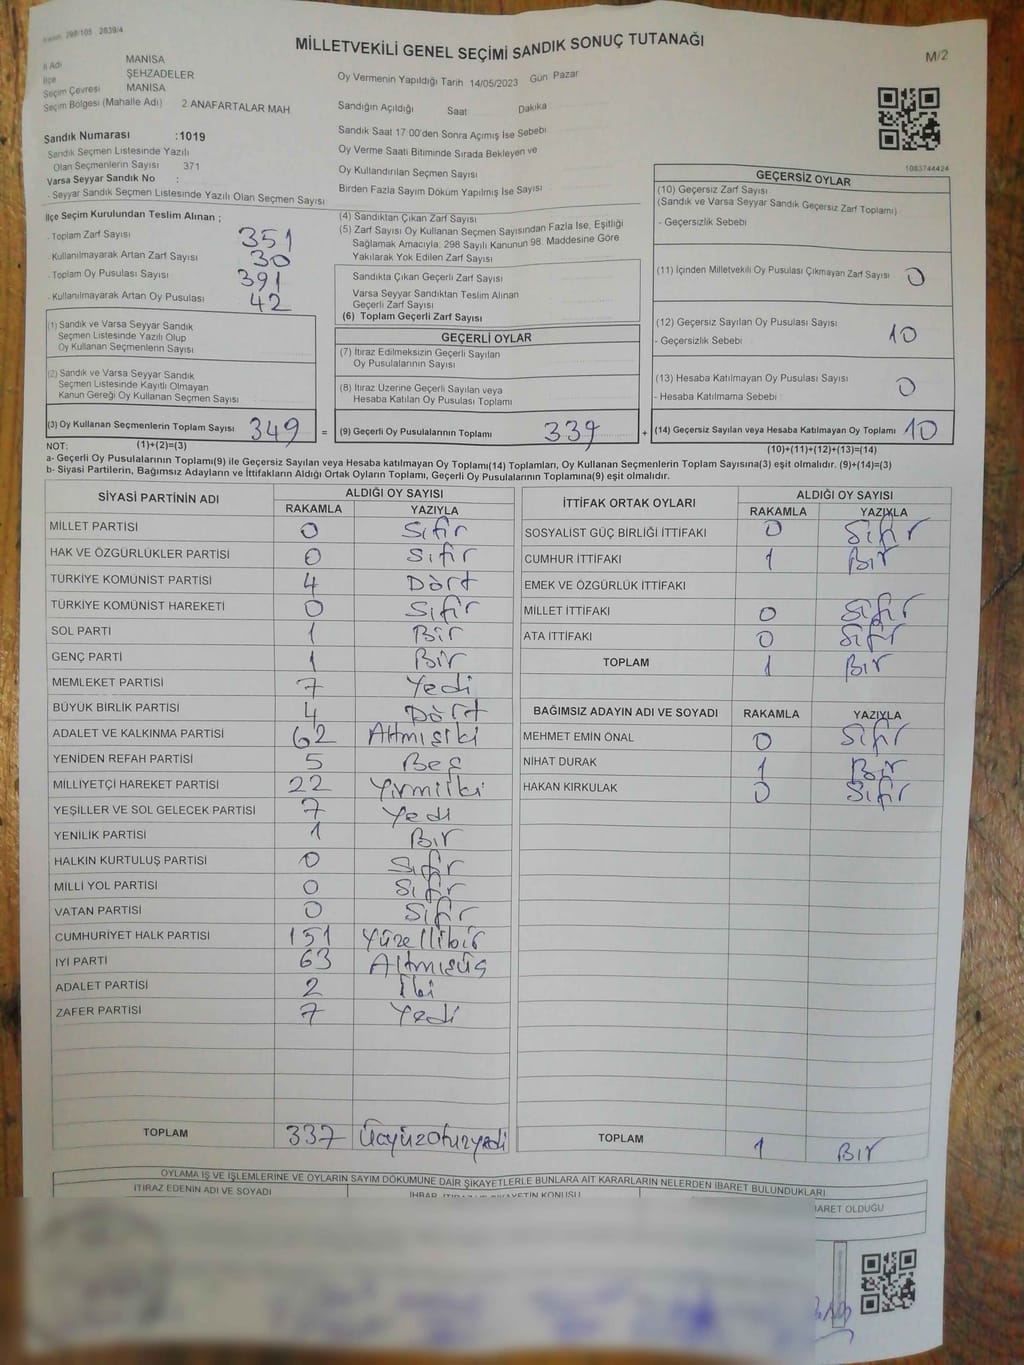 298/105 2839/4
MİLLETVEKİLİ GENEL SEÇİMİ SANDIK SONUÇ TUTANAĞI
M/2
İl Adı MANİSA
İlçe ŞEHZADELER
Seçim Çevresi MANİSA
Seçim Bölgesi (Mahalle Adı) 2 ANAFARTALAR MAH
Sandık Numarası :1019
Sandık Seçmen Listesinde Yazılı
Olan Seçmenlerin Sayısı 371
Varsa Seyyar Sandık No :
- Seyyar Sandık Seçmen Listesinde Yazılı Olan Seçmen Sayısı
Oy Vermenin Yapıldığı Tarih 14/05/2023 Gün Pazar
Sandığın Açıldığı Saat Dakika
Sandık Saat 17 00'den Sonra Açımış İse Sebebi
Oy Verme Saati Bitiminde Sırada Bekleyen ve
Oy Kullandırılan Seçmen Sayısı
Birden Fazla Sayım Döküm Yapılmış İse Sayısı
1083744424
İlçe Seçim Kurulundan Teslim Alınan ;
- Toplam Zarf Sayısı 351
- Kullanılmayarak Artan Zarf Sayısı 30
- Toplam Oy Pusulası Sayısı 391
- Kullanılmayarak Artan Oy Pusulası 42
(4) Sandıktan Çıkan Zarf Sayısı
(5) Zarf Sayısı Oy Kullanan Seçmen Sayısından Fazla İse, Eşitliği
Sağlamak Amacıyla, 298 Sayılı Kanunun 98. Maddesine Göre
Yakılarak Yok Edilen Zarf Sayısı
Sandıkta Çıkan Geçerli Zarf Sayısı
Varsa Seyyar Sandıktan Teslim Alınan
Geçerli Zarf Sayısı
(6) Toplam Geçerli Zarf Sayısı
GEÇERSİZ OYLAR
(10) Geçersiz Zarf Sayısı
(Sandık ve Varsa Seyyar Sandık Geçersiz Zarf Toplamı)
- Geçersizlik Sebebi
(11) İçinden Milletvekili Oy Pusulası Çıkmayan Zarf Sayısı 0
(12) Geçersiz Sayılan Oy Pusulası Sayısı 10
- Geçersizlik Sebebi
(13) Hesaba Katılmayan Oy Pusulası Sayısı 0
- Hesaba Katılmama Sebebi
(1) Sandık ve Varsa Seyyar Sandık
Seçmen Listesinde Yazılı Olup
Oy Kullanan Seçmenlerin Sayısı
(2) Sandık ve Varsa Seyyar Sandık
Seçmen Listesinde Kayıtlı Olmayan
Kanun Gereği Oy Kullanan Seçmen Sayısı
GEÇERLİ OYLAR
(7) İtiraz Edilmeksizin Geçerli Sayılan
Oy Pusulalarının Sayısı
(8) İtiraz Üzerine Geçerli Sayılan veya
Hesaba Katılan Oy Pusulası Toplamı
(3) Oy Kullanan Seçmenlerin Toplam Sayısı 349 = (9) Geçerli Oy Pusulalarının Toplamı 339 + (14) Geçersiz Sayılan veya Hesaba Katılmayan Oy Toplamı 10
NOT: (1)+(2)=(3) (10)+(11)+(12)+(13)=(14)
a- Geçerli Oy Pusulalarının Toplamı(9) ile Geçersiz Sayılan veya Hesaba katılmayan Oy Toplamı(14) Toplamları, Oy Kullanan Seçmenlerin Toplam Sayısına(3) eşit olmalıdır. (9)+(14)=(3)
b- Siyasi Partilerin, Bağımsız Adayların ve İttifakların Aldığı Ortak Oyların Toplamı, Geçerli Oy Pusulalarının Toplamına(9) eşit olmalıdır.
SİYASİ PARTİNİN ADI ALDIĞI OY SAYISI
RAKAMLA YAZIYLA
MİLLET PARTİSİ 0 Sıfır
HAK VE ÖZGÜRLÜKLER PARTİSİ 0 Sıfır
TÜRKİYE KOMÜNİST PARTİSİ 4 Dört
TÜRKİYE KOMÜNİST HAREKETİ 0 Sıfır
SOL PARTİ 1 Bir
GENÇ PARTİ 1 Bir
MEMLEKET PARTİSİ 7 Yedi
BÜYÜK BİRLİK PARTİSİ 4 Dört
ADALET VE KALKINMA PARTİSİ 62 Altmışiki
YENİDEN REFAH PARTİSİ 5 Beş
MİLLİYETÇİ HAREKET PARTİSİ 22 Yirmiiki
YEŞİLLER VE SOL GELECEK PARTİSİ 7 Yedi
YENİLİK PARTİSİ 1 Bir
HALKIN KURTULUŞ PARTİSİ 0 Sıfır
MİLLİ YOL PARTİSİ 0 Sıfır
VATAN PARTİSİ 0 Sıfır
CUMHURİYET HALK PARTİSİ 151 Yüzellibir
İYİ PARTİ 63 Altmışüç
ADALET PARTİSİ 2 İki
ZAFER PARTİSİ 7 Yedi
TOPLAM 337 Üçyüzotuzyedi
İTTİFAK ORTAK OYLARI ALDIĞI OY SAYISI
RAKAMLA YAZIYLA
SOSYALİST GÜÇ BİRLİĞİ İTTİFAKI 0 Sıfır
CUMHUR İTTİFAKI 1 Bir
EMEK VE ÖZGÜRLÜK İTTİFAKI
MİLLET İTTİFAKI 0 Sıfır
ATA İTTİFAKI 0 Sıfır
TOPLAM 1 Bir
BAĞIMSIZ ADAYIN ADI VE SOYADI RAKAMLA YAZIYLA
MEHMET EMİN ÖNAL 0 Sıfır
NİHAT DURAK 1 Bir
HAKAN KIRKULAK 0 Sıfır
TOPLAM 1 Bir
OYLAMA İŞ VE İŞLEMLERİNE VE OYLARIN SAYIM DÖKÜMÜNE DAİR ŞİKAYETLERLE BUNLARA AİT KARARLARIN NELERDEN İBARET BULUNDUKLARI
İTİRAZ EDENİN ADI VE SOYADI